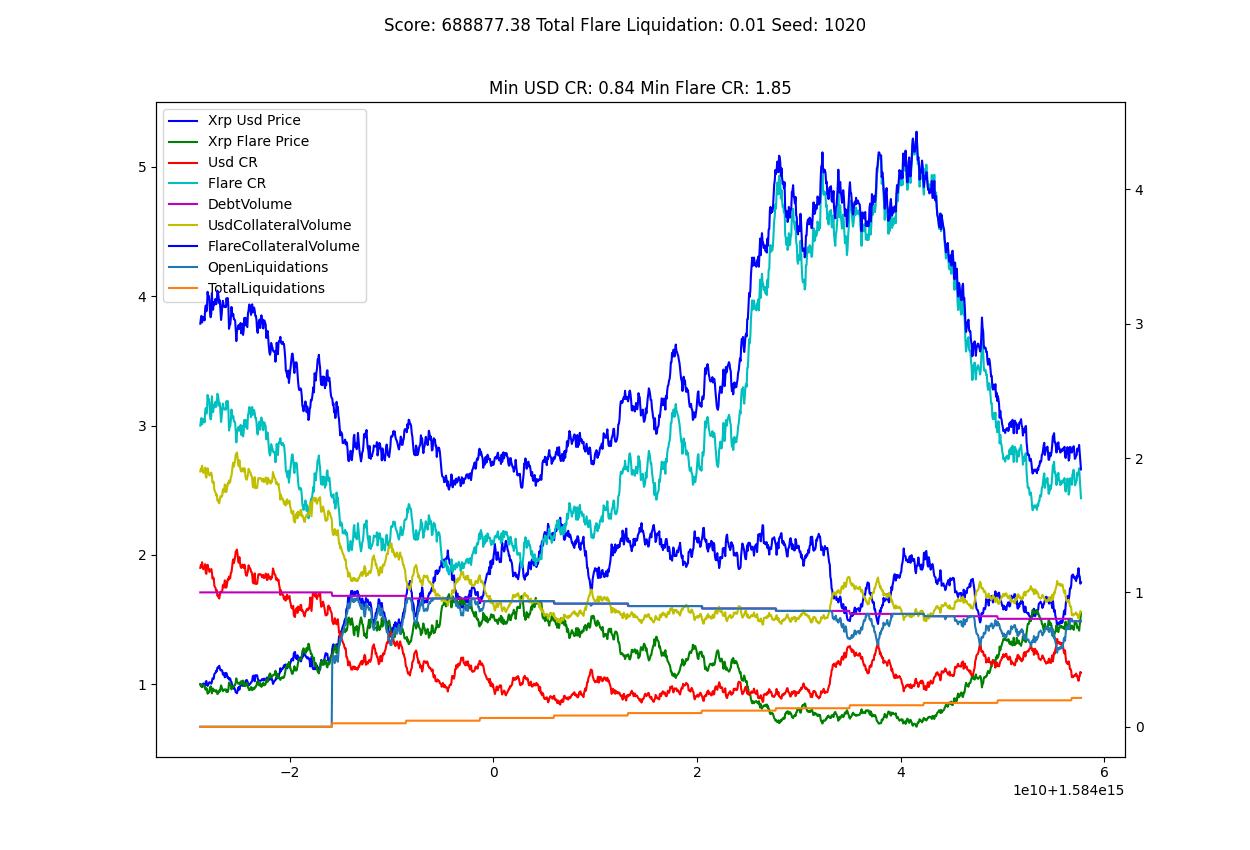 Score: 688877.38 Total Flare Liquidation: 0.01 Seed: 1020
Min USD CR: 0.84 Min Flare CR: 1.85
Xrp Usd Price
Xrp Flare Price
Usd CR
Flare CR
DebtVolume
UsdCollateralVolume
FlareCollateralVolume
OpenLiquidations
TotalLiquidations
5
4
3
2
1
4
3
2
1
0
−2
0
2
4
6
1e10+1.584e15